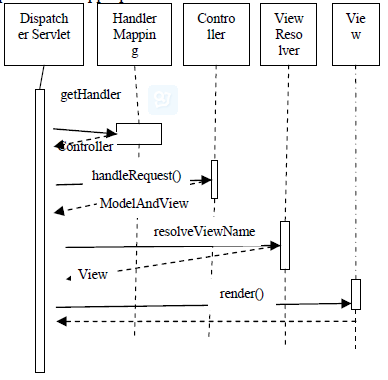 Dispatch
er Servlet
Handler
Mappin
g
Contro
ller
View
Reso
lver
Vie
w
getHandler
Controller
handleRequest()
ModelAndView
resolveViewName
View
render()